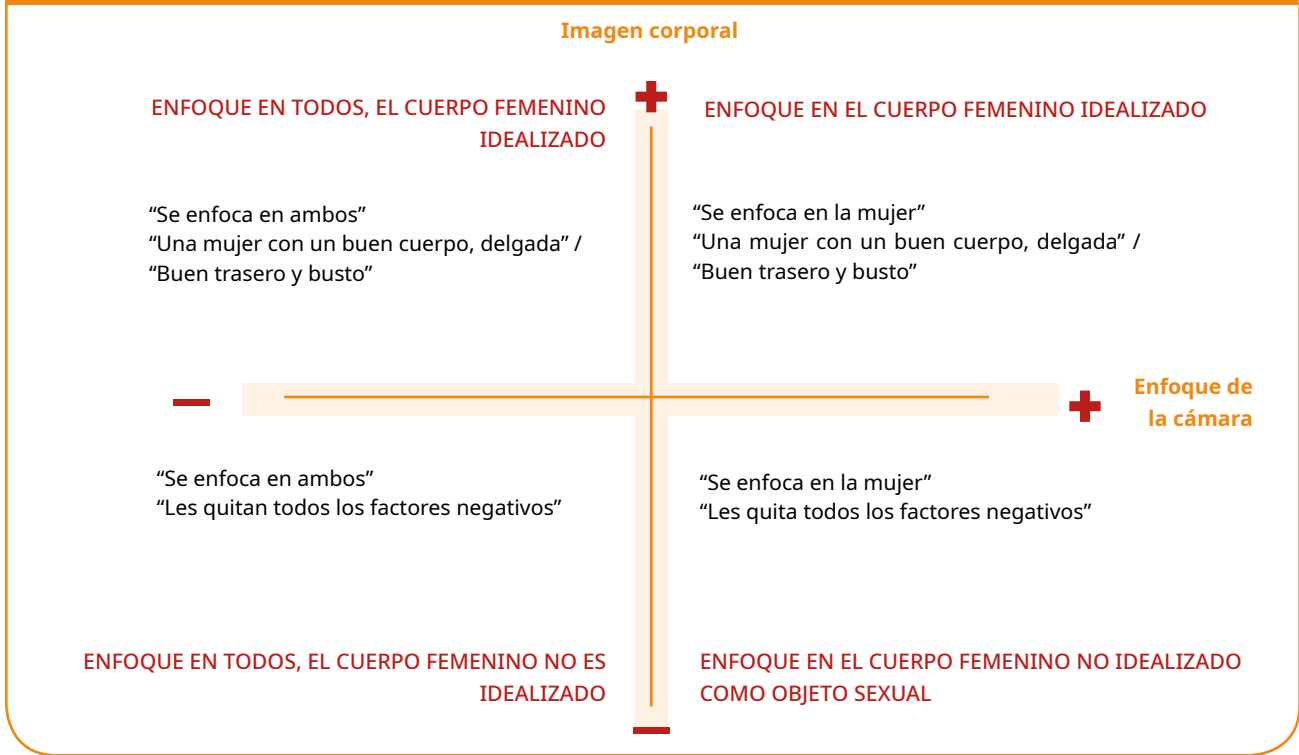 Imagen corporal
ENFOQUE EN TODOS, EL CUERPO FEMENINO
IDEALIZADO
ENFOQUE EN EL CUERPO FEMENINO IDEALIZADO
“Se enfoca en ambos”
“Una mujer con un buen cuerpo, delgada” /
“Buen trasero y busto”
“Se enfoca en la mujer”
“Una mujer con un buen cuerpo, delgada” /
“Buen trasero y busto”
Enfoque de
la cámara
“Se enfoca en ambos”
“Les quitan todos los factores negativos”
“Se enfoca en la mujer”
“Les quita todos los factores negativos”
ENFOQUE EN TODOS, EL CUERPO FEMENINO NO ES
IDEALIZADO
ENFOQUE EN EL CUERPO FEMENINO NO IDEALIZADO
COMO OBJETO SEXUAL